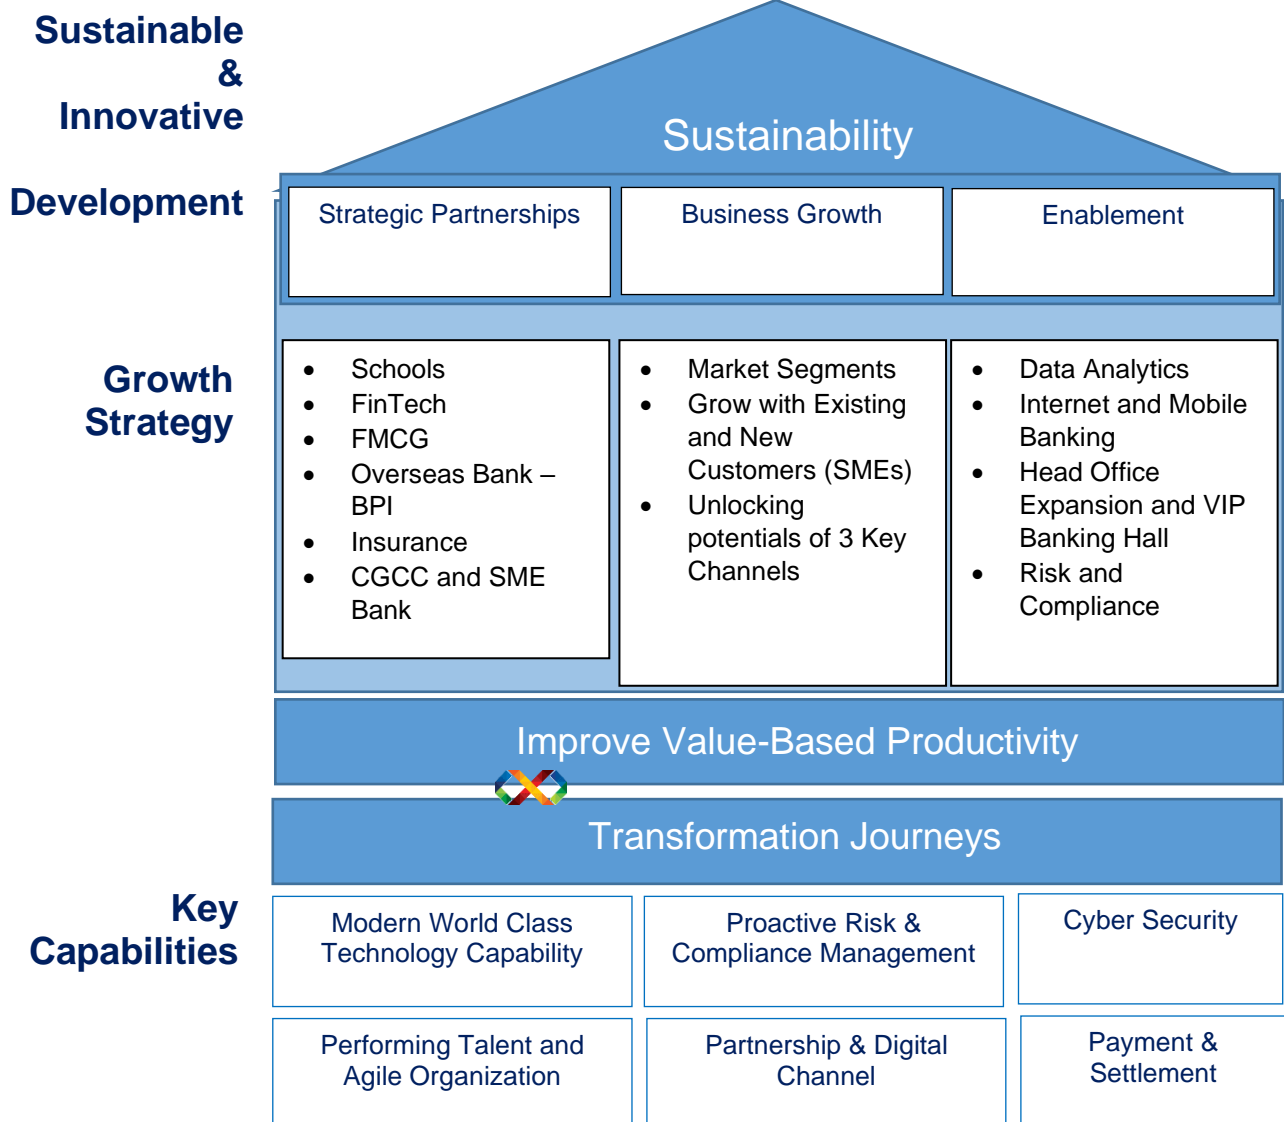 Sustainable
&
Innovative
Development
Sustainability
Strategic Partnerships
Business Growth
Enablement
Growth
Strategy
• Schools
• FinTech
• FMCG
• Overseas Bank –
BPI
• Insurance
• CGCC and SME
Bank
• Market Segments
• Grow with Existing
and New
Customers (SMEs)
• Unlocking
potentials of 3 Key
Channels
• Data Analytics
• Internet and Mobile
Banking
• Head Office
Expansion and VIP
Banking Hall
• Risk and
Compliance
Improve Value-Based Productivity
Transformation Journeys
Key
Capabilities
Modern World Class
Technology Capability
Proactive Risk &
Compliance Management
Cyber Security
Performing Talent and
Agile Organization
Partnership & Digital
Channel
Payment &
Settlement